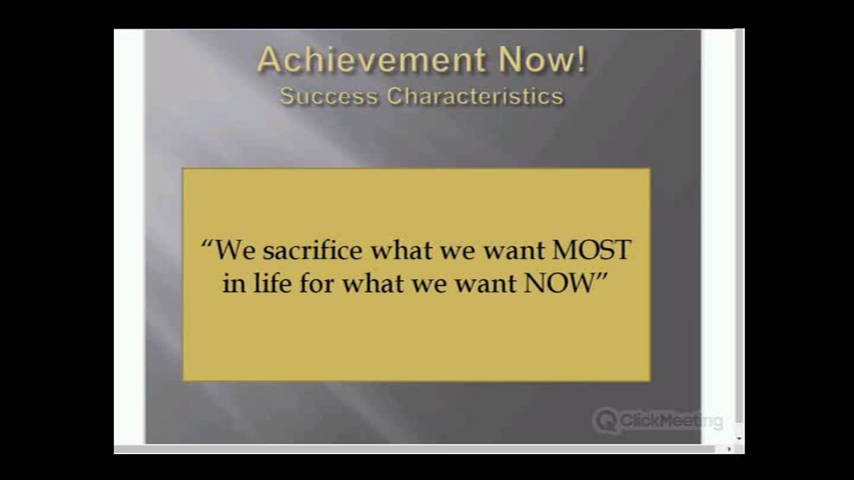 Achievement Now!
Success Characteristics
“We sacrifice what we want MOST
in life for what we want NOW”
ClickMeeting